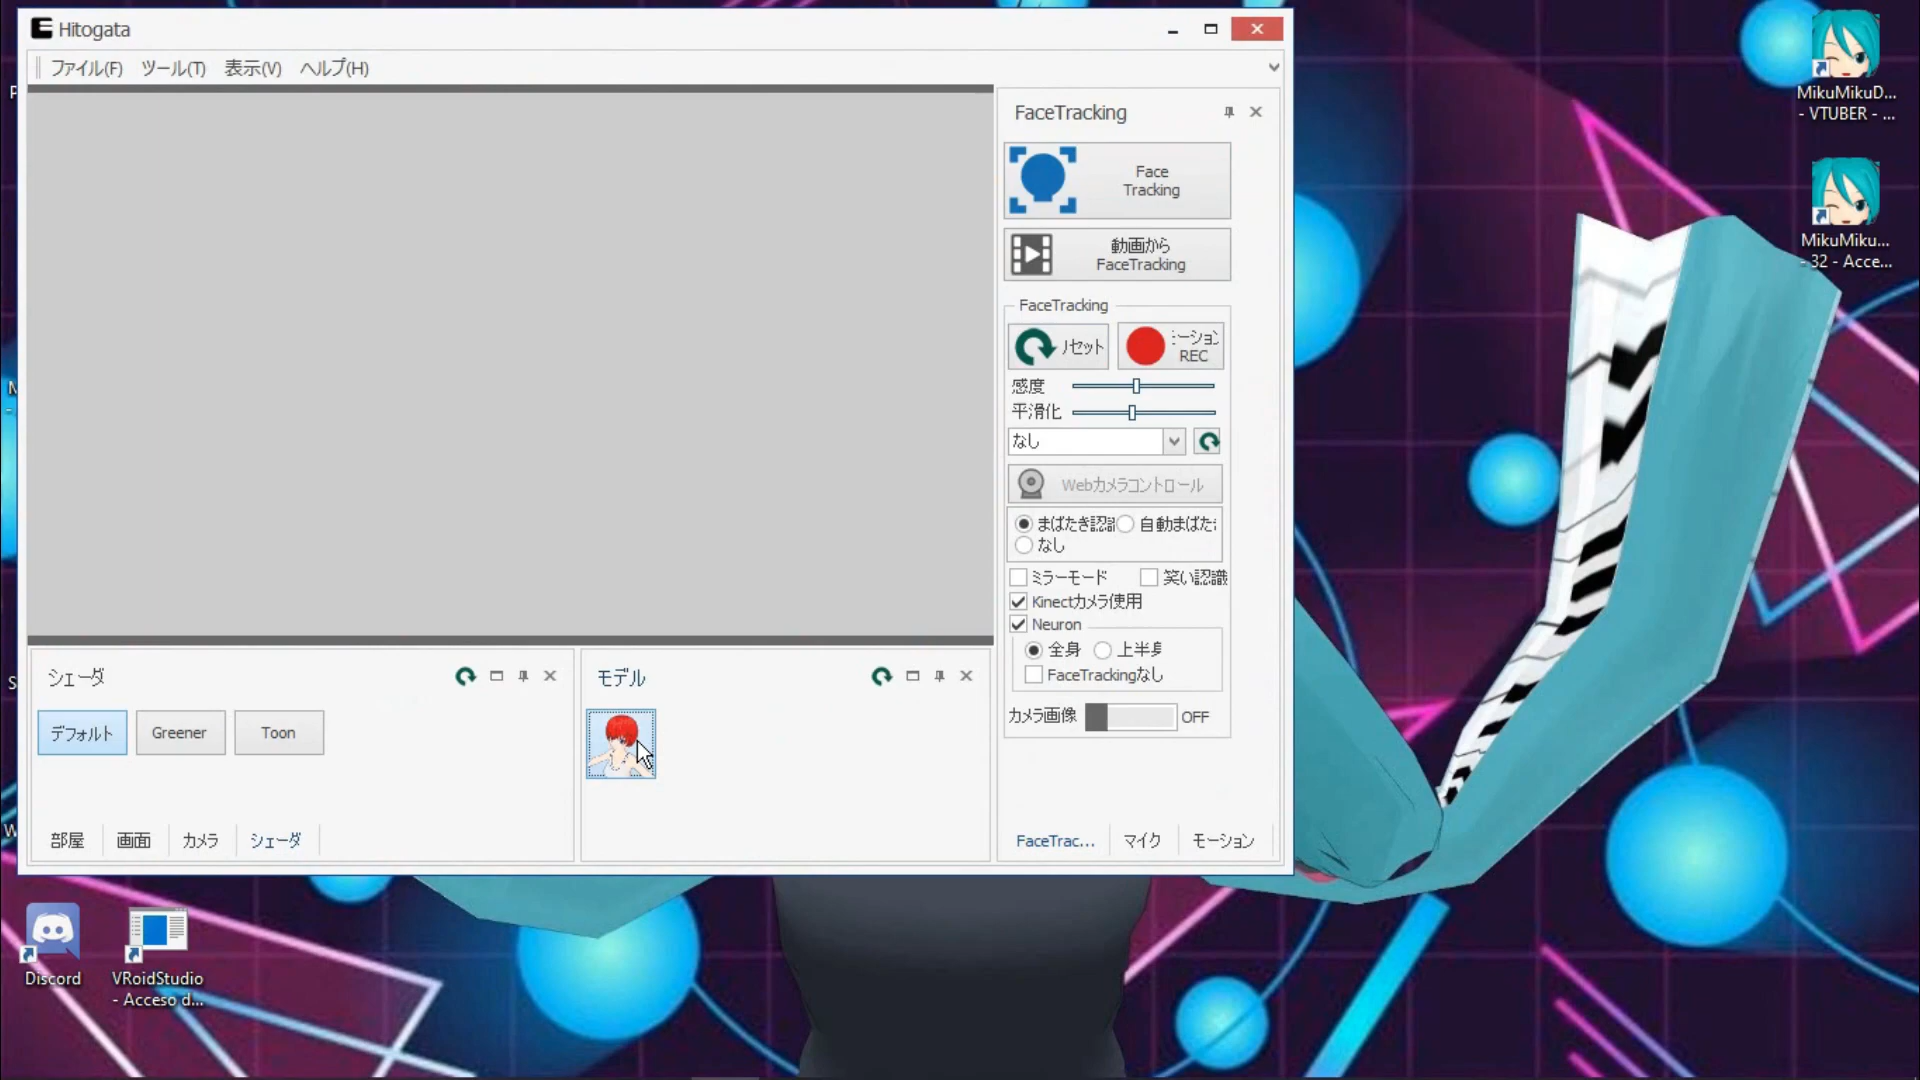 Hitogata
ファイル(F) ツール(T) 表示(V) ヘルプ(H)
FaceTracking
Face
Tracking
動画から
FaceTracking
FaceTracking
リセット
ーション
REC
感度
平滑化
なし
Webカメラコントロール
まばたき認 自動まばた
なし
ミラーモード 笑い認識
Kinectカメラ使用
Neuron
全身 上半身
FaceTrackingなし
カメラ画像 OFF
FaceTrac... マイク モーション
シェーダ
デフォルト Greener Toon
部屋 画面 カメラ シェーダ
モデル
MikuMikuD...
- VTUBER - ...
MikuMiku...
- 32 - Acce...
Discord
VRoidStudio
- Acceso d...